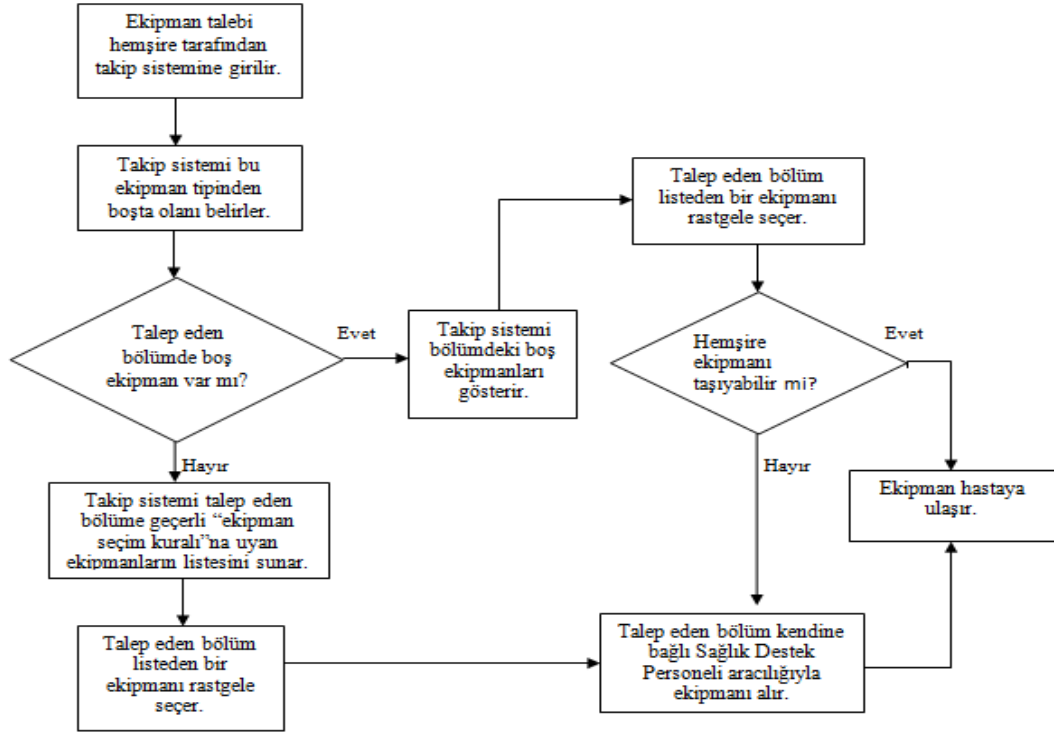 Ekipman talebi
hemşire tarafından
takip sistemine girilir.
Takip sistemi bu
ekipman tipinden
boşta olanı belirler.
Talep eden
bölümde boş
ekipman var mı?
Evet
Takip sistemi
bölümdeki boş
ekipmanları
gösterir.
Talep eden bölüm
listeden bir ekipmanı
rastgele seçer.
Hemşire
ekipmanı
taşıyabilir mi?
Evet
Hayır
Ekipman hastaya
ulaşır.
Hayır
Takip sistemi talep eden
bölüme geçerli “ekipman
seçim kuralı”na uyan
ekipmanların listesini sunar.
Talep eden bölüm
listeden bir
ekipmanı rastgele
seçer.
Talep eden bölüm kendine
bağlı Sağlık Destek
Personeli aracılığıyla
ekipmanı alır.